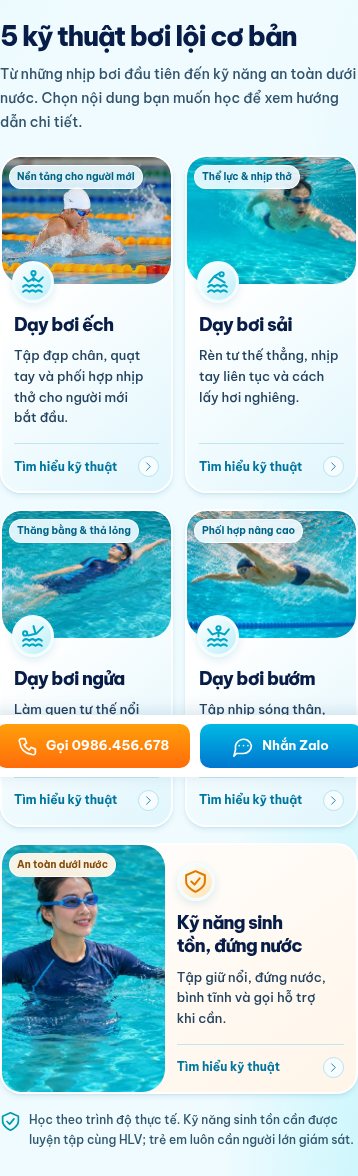 5 kỹ thuật bơi lội cơ bản
Từ những nhịp bơi đầu tiên đến kỹ năng an toàn dưới
nước. Chọn nội dung bạn muốn học để xem hướng
dẫn chi tiết.
Nền tảng cho người mới
Dạy bơi ếch
Tập đạp chân, quạt
tay và phối hợp nhịp
thở cho người mới
bắt đầu.
Tìm hiểu kỹ thuật
Thể lực & nhịp thở
Dạy bơi sải
Rèn tư thế thẳng, nhịp
tay liên tục và cách
lấy hơi nghiêng.
Tìm hiểu kỹ thuật
Thăng bằng & thả lỏng
Dạy bơi ngửa
Làm quen tư thế nổi
Tìm hiểu kỹ thuật
Phối hợp nâng cao
Dạy bơi bướm
Tập nhịp sóng thân,
Tìm hiểu kỹ thuật
Gọi 0986.456.678
Nhắn Zalo
An toàn dưới nước
Kỹ năng sinh
tồn, đứng nước
Tập giữ nổi, đứng nước,
bình tĩnh và gọi hỗ trợ
khi cần.
Tìm hiểu kỹ thuật
Học theo trình độ thực tế. Kỹ năng sinh tồn cần được
luyện tập cùng HLV; trẻ em luôn cần người lớn giám sát.